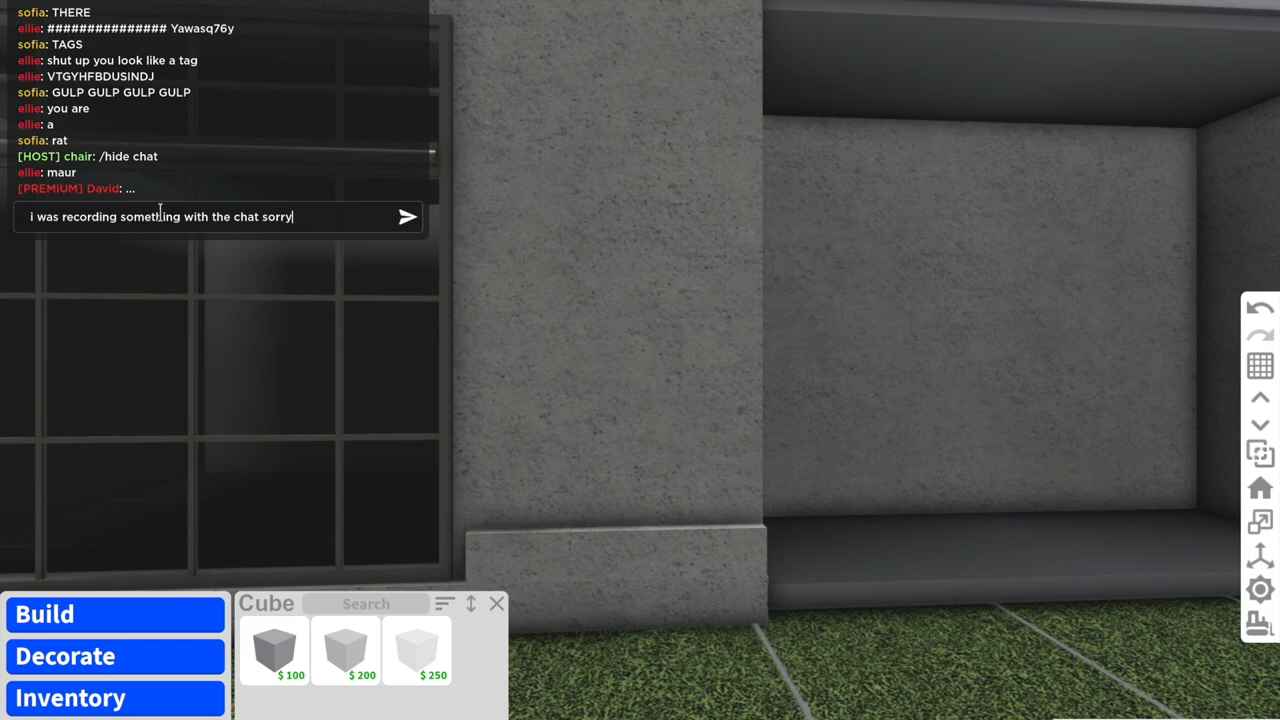 sofia: THERE
ellie: ############### Yawasq76y
sofia: TAGS
ellie: shut up you look like a tag
ellie: VTGYHFBDUSINDJ
sofia: GULP GULP GULP GULP
ellie: you are
ellie: a
sofia: rat
[HOST] chair: /hide chat
ellie: maur
[PREMIUM] David: ...
i was recording something with the chat sorry
Build
Decorate
Inventory
Cube
Search
$ 100
$ 200
$ 250